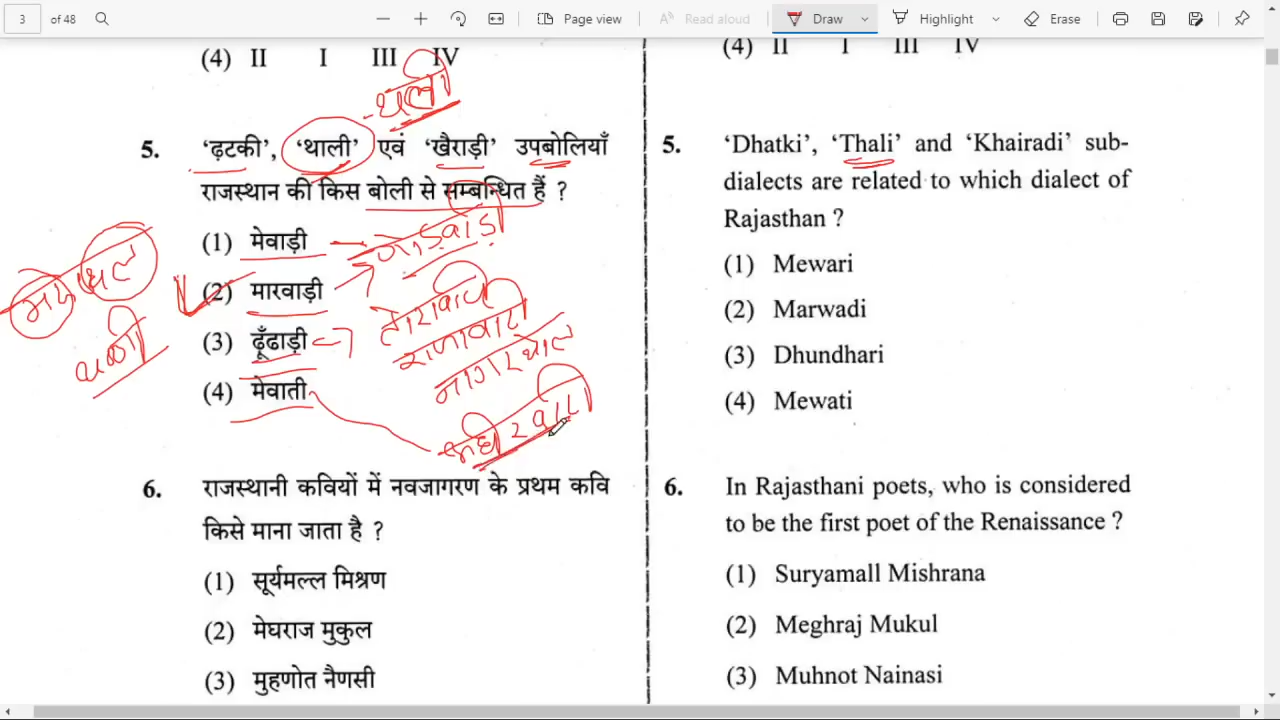 3 of 48 Page view Read aloud Draw Highlight Erase
(4) II I III IV
थली
5. ‘ढ़टकी’, ‘थाली’ एवं ‘खैराड़ी’ उपबोलियाँ
राजस्थान की किस बोली से सम्बन्धित हैं ?
(1) मेवाड़ी
(2) मारवाड़ी
(3) ढूँढाड़ी
(4) मेवाती
गोड़वाड़ी
तोरावाटी
राजावाटी
नागरचोल
थली
6. राजस्थानी कवियों में नवजागरण के प्रथम कवि
किसे माना जाता है ?
(1) सूर्यमल्ल मिश्रण
(2) मेघराज मुकुल
(3) मुहणोत नैणसी
(4) II I III IV
5. ‘Dhatki’, ‘Thali’ and ‘Khairadi’ sub-
dialects are related to which dialect of
Rajasthan ?
(1) Mewari
(2) Marwadi
(3) Dhundhari
(4) Mewati
6. In Rajasthani poets, who is considered
to be the first poet of the Renaissance ?
(1) Suryamall Mishrana
(2) Meghraj Mukul
(3) Muhnot Nainasi